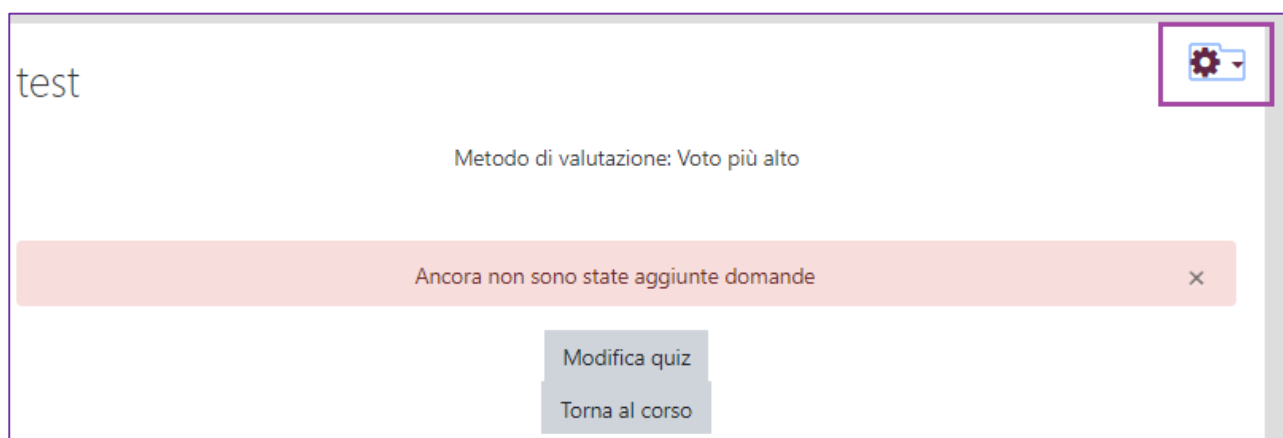 test
Metodo di valutazione: Voto più alto
Ancora non sono state aggiunte domande
Modifica quiz
Torna al corso